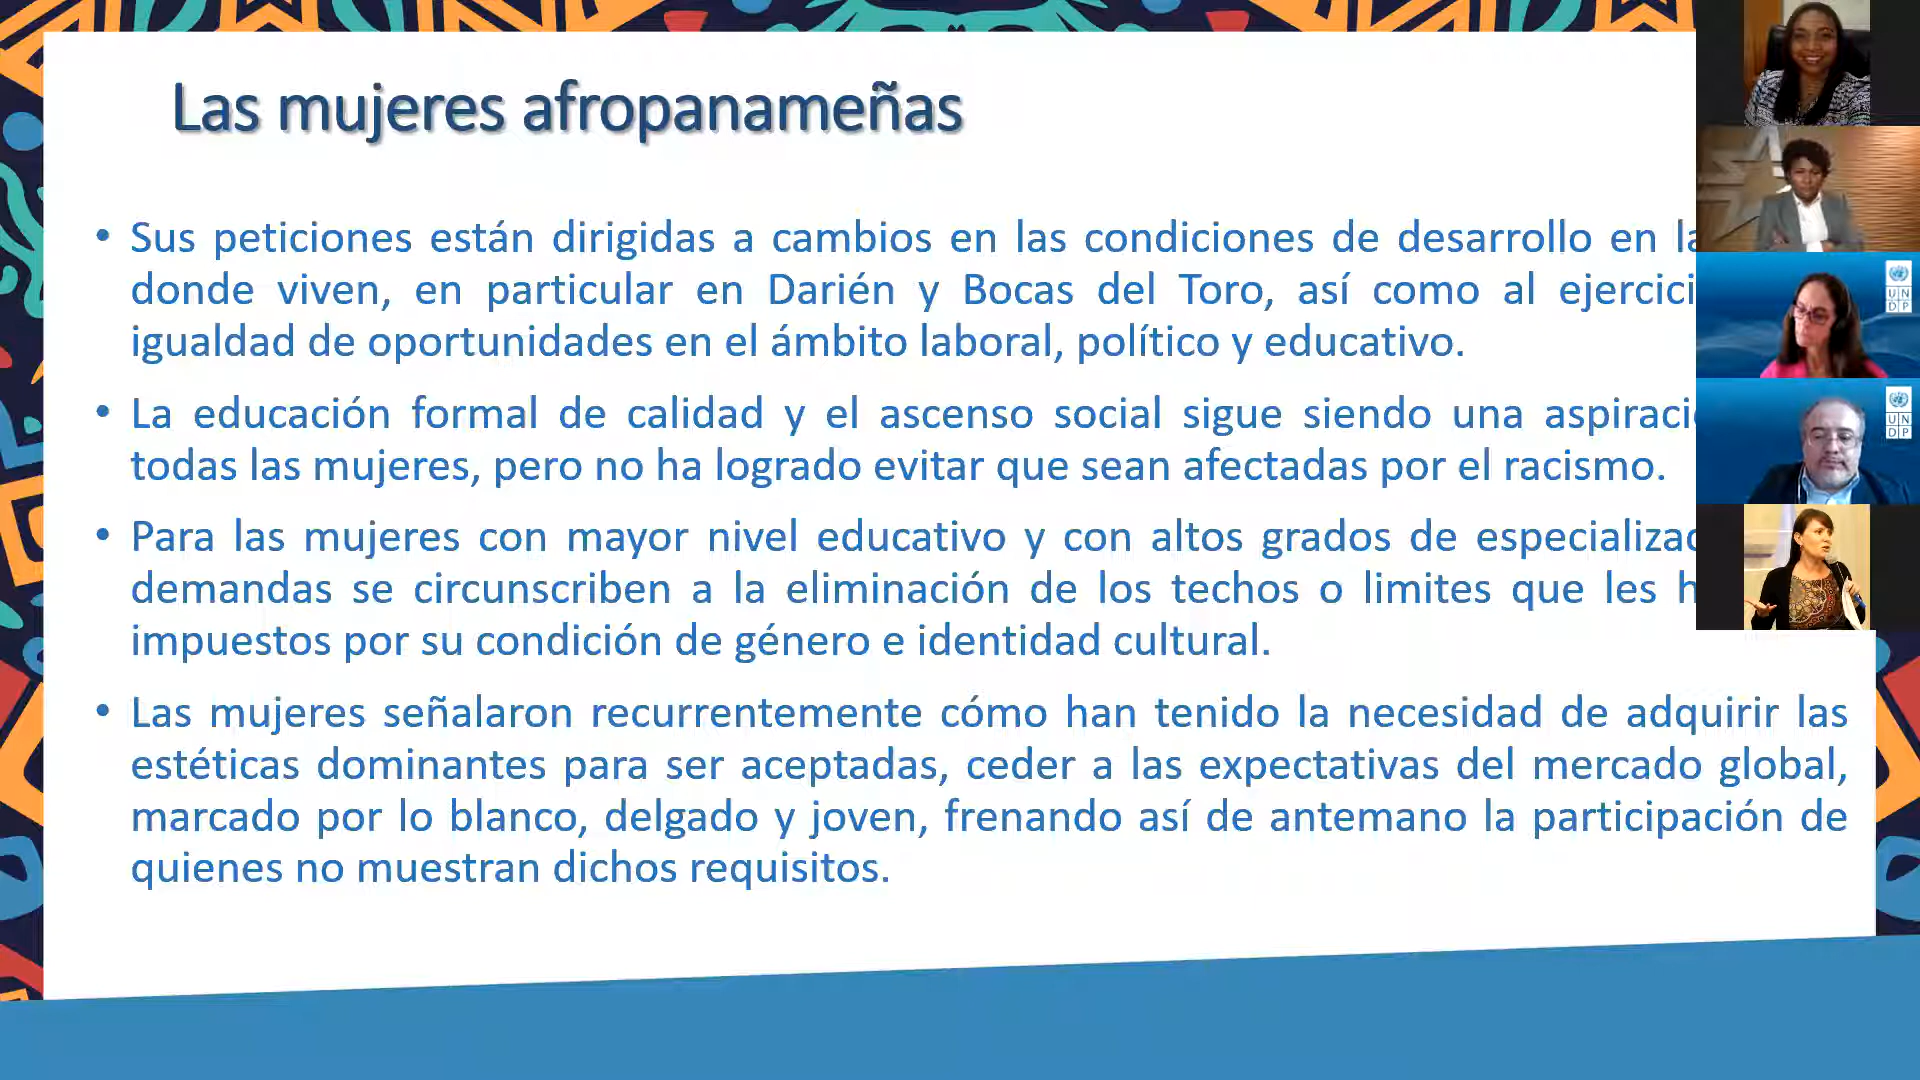 Las mujeres afropanameñas
• Sus peticiones están dirigidas a cambios en las condiciones de desarrollo en
donde viven, en particular en Darién y Bocas del Toro, así como al
igualdad de oportunidades en el ámbito laboral, político y educativo.
• La educación formal de calidad y el ascenso social sigue siendo una
todas las mujeres, pero no ha logrado evitar que sean afectadas por el racismo.
• Para las mujeres con mayor nivel educativo y con altos grados de
demandas se circunscriben a la eliminación de los techos o limites que les
impuestos por su condición de género e identidad cultural.
• Las mujeres señalaron recurrentemente cómo han tenido la necesidad de adquirir las
estéticas dominantes para ser aceptadas, ceder a las expectativas del mercado global,
marcado por lo blanco, delgado y joven, frenando así de antemano la participación de
quienes no muestran dichos requisitos.
U N
D P
U N
D P